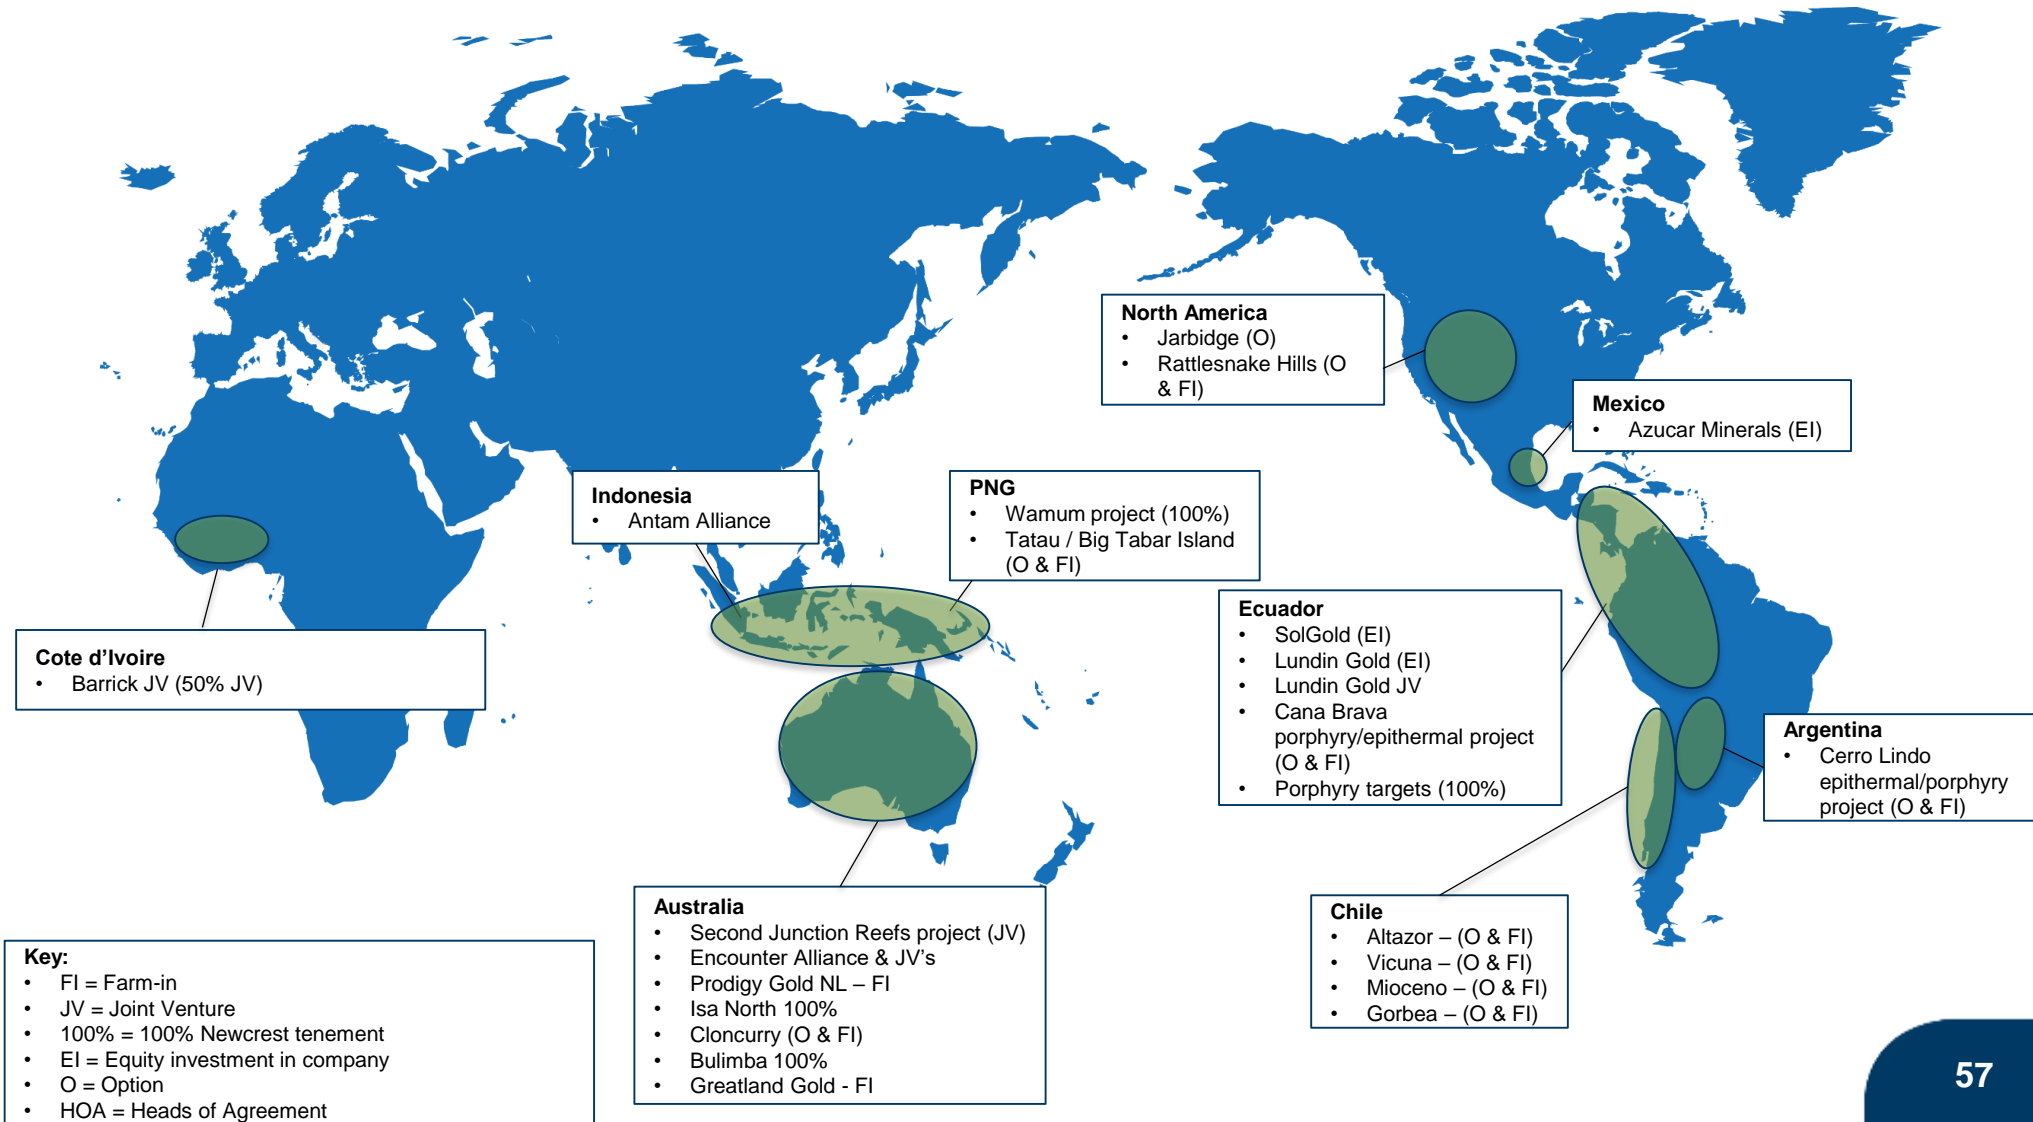 North America
• Jarbidge (O)
• Rattlesnake Hills (O
& FI)
Mexico
• Azucar Minerals (EI)
Indonesia
• Antam Alliance
PNG
• Wamum project (100%)
• Tatau / Big Tabar Island
(O & FI)
Ecuador
• SolGold (EI)
• Lundin Gold (EI)
• Lundin Gold JV
• Cana Brava
porphyry/epithermal project
(O & FI)
• Porphyry targets (100%)
Cote d'Ivoire
• Barrick JV (50% JV)
Argentina
• Cerro Lindo
epithermal/porphyry
project (O & FI)
Australia
• Second Junction Reefs project (JV)
• Encounter Alliance & JV's
• Prodigy Gold NL – FI
• Isa North 100%
• Cloncurry (O & FI)
• Bulimba 100%
• Greatland Gold - FI
Chile
• Altazor – (O & FI)
• Vicuna – (O & FI)
• Mioceno – (O & FI)
• Gorbea – (O & FI)
Key:
• FI = Farm-in
• JV = Joint Venture
• 100% = 100% Newcrest tenement
• EI = Equity investment in company
• O = Option
• HOA = Heads of Agreement
57